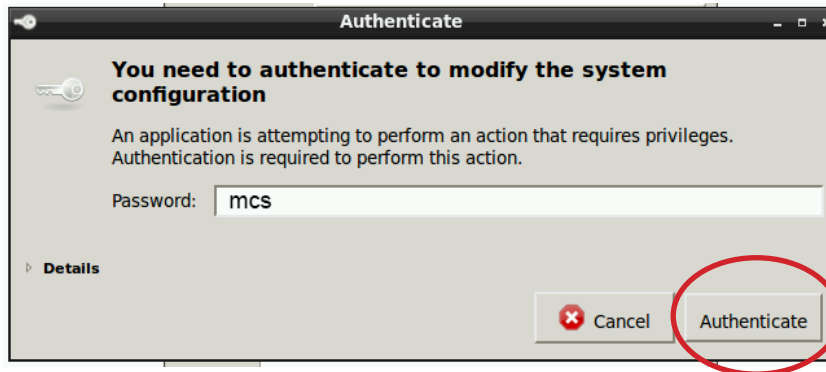 Authenticate
You need to authenticate to modify the system
configuration
An application is attempting to perform an action that requires privileges.
Authentication is required to perform this action.
Password: mcs
Details
Cancel Authenticate